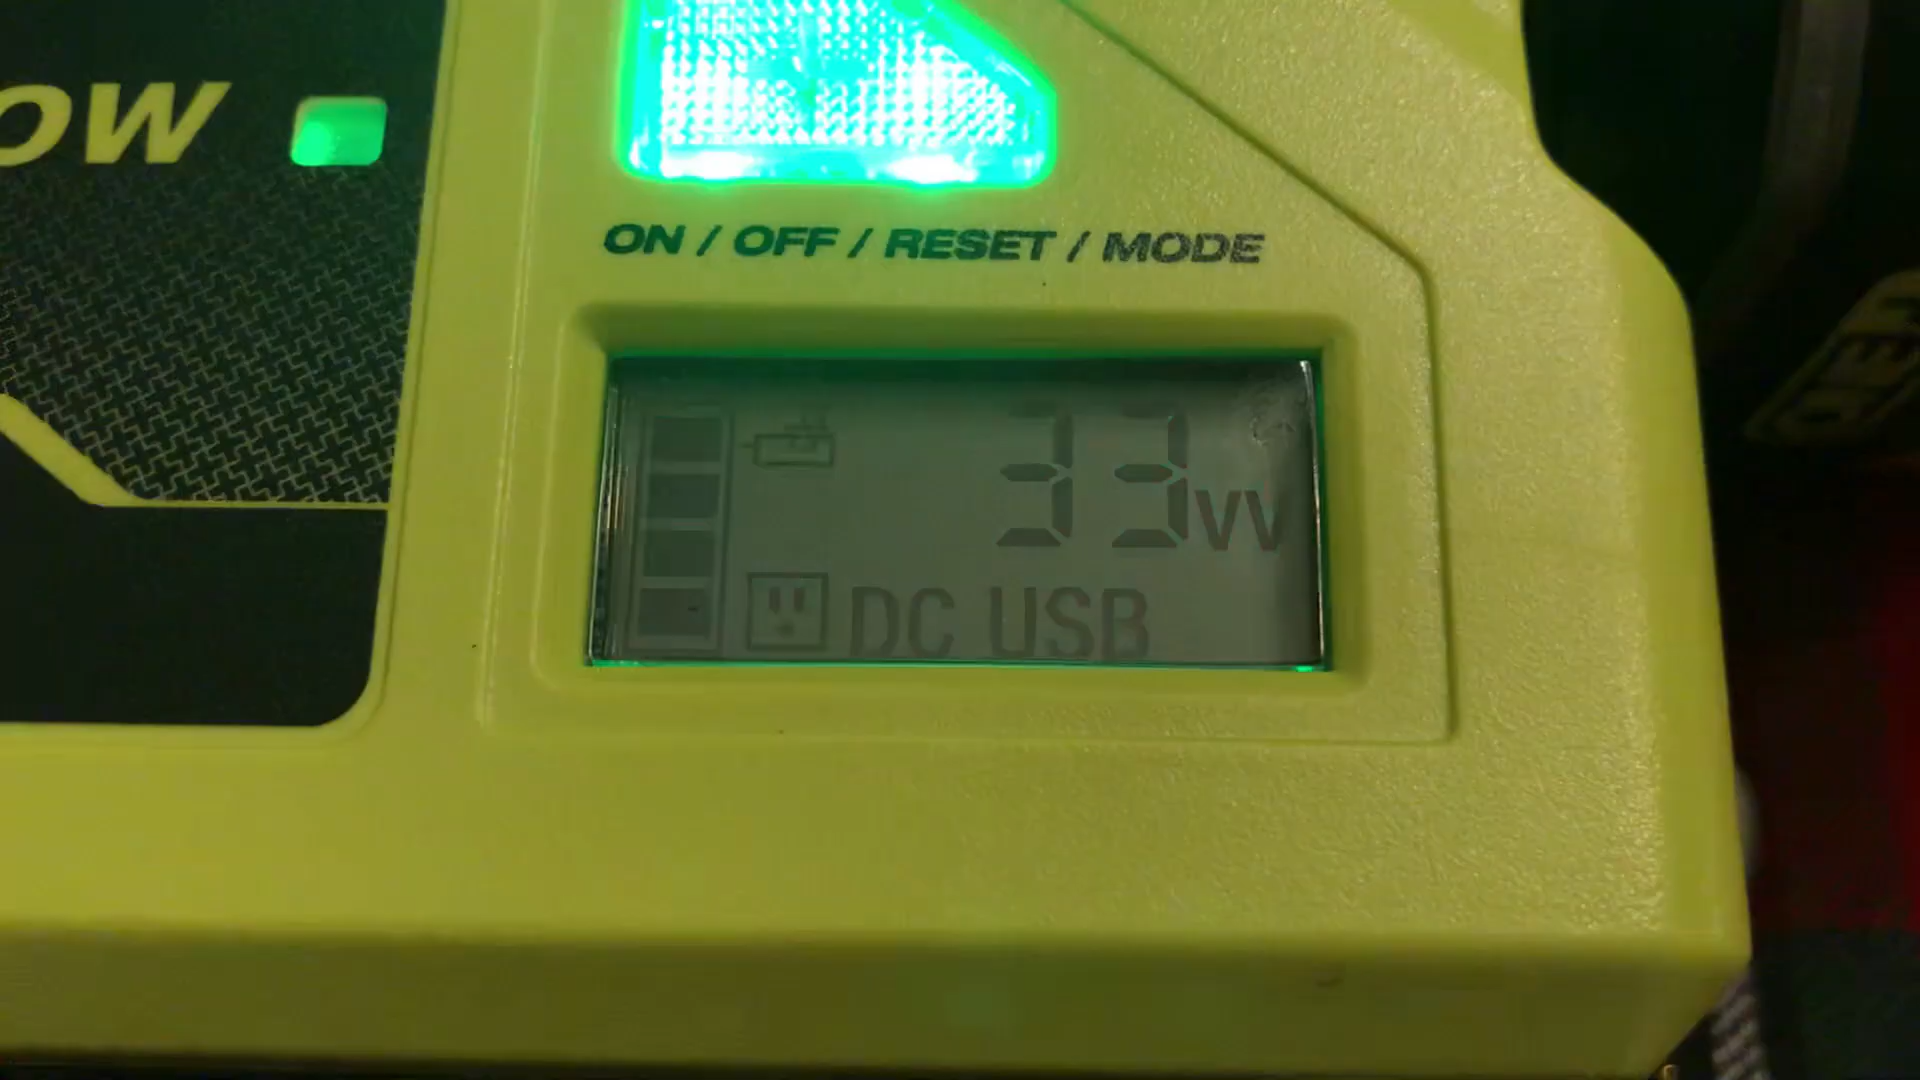 OW
ON / OFF / RESET / MODE
33W
DC USB